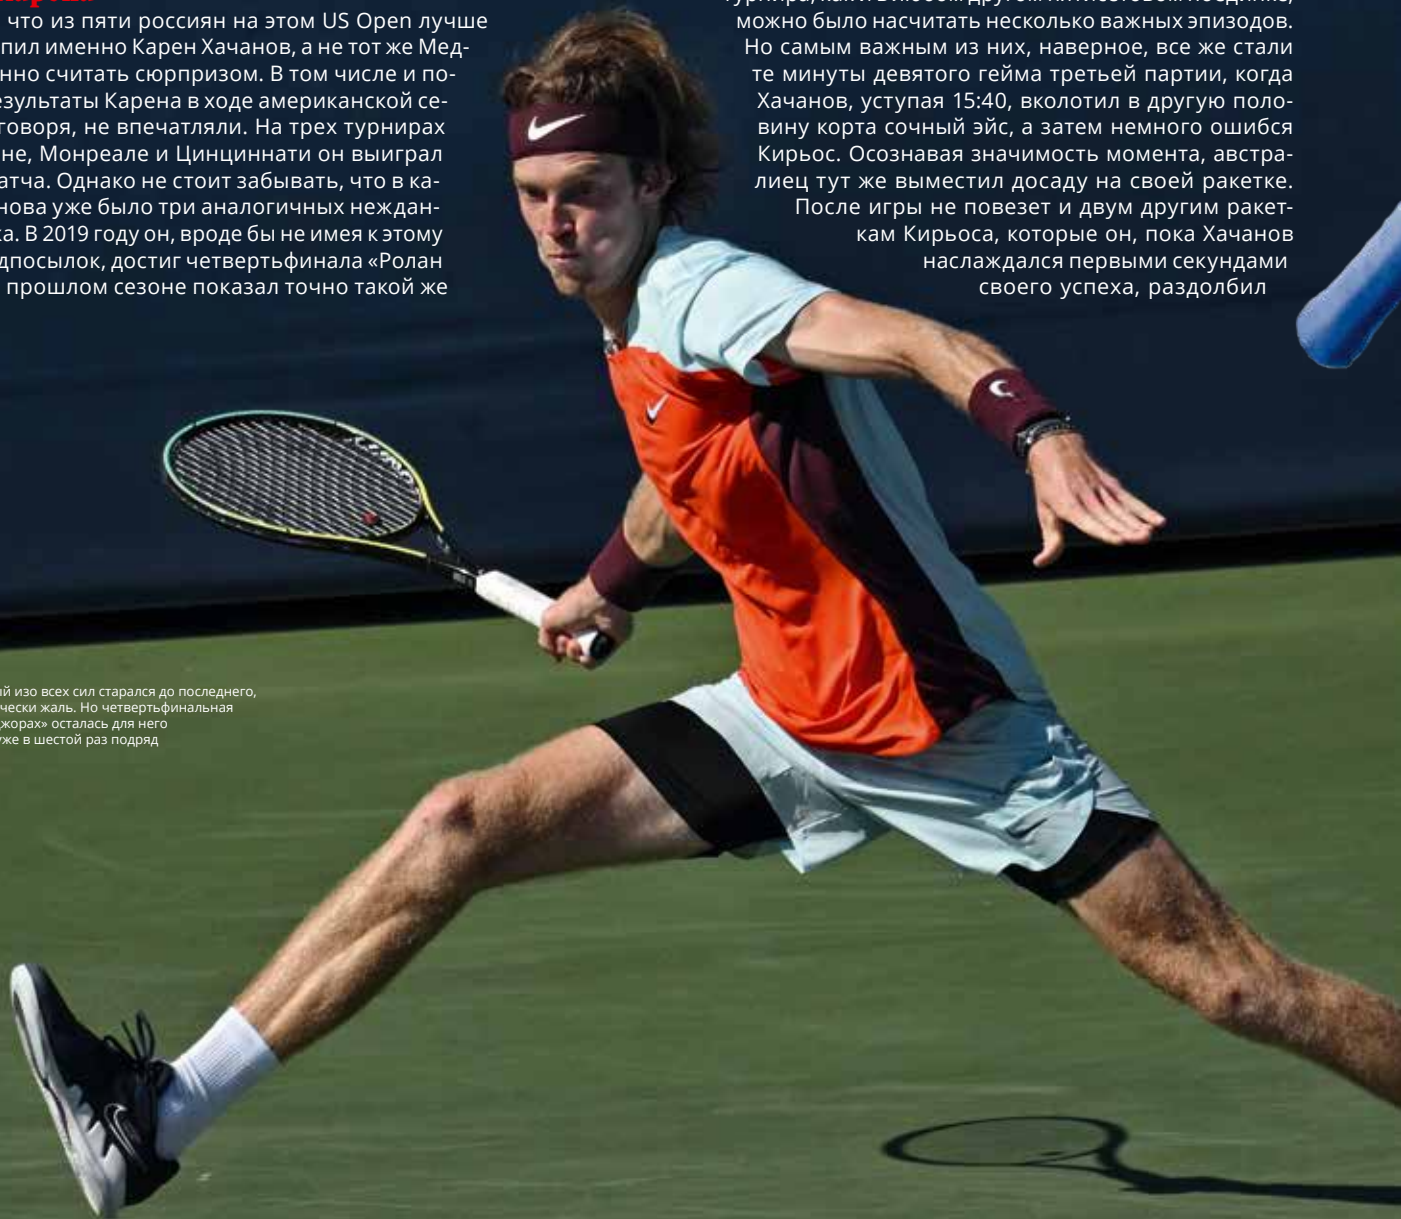 что из пяти россиян на этом US Open лучше
пил именно Карен Хачанов, а не тот же Мед-
нно считать сюрпризом. В том числе и по-
езультаты Карена в ходе американской се-
говоря, не впечатляли. На трех турнирах
не, Монреале и Цинциннати он выиграл
атча. Однако не стоит забывать, что в ка-
нова уже было три аналогичных неждан-
ка. В 2019 году он, вроде бы не имея к этому
дпосылок, достиг четвертьфинала «Ролан
прошлом сезоне показал точно такой же
можно было насчитать несколько важных эпизодов.
Но самым важным из них, наверное, все же стали
те минуты девятого гейма третьей партии, когда
Хачанов, уступая 15:40, вколотил в другую поло-
вину корта сочный эйс, а затем немного ошибся
Кирьос. Осознавая значимость момента, австра-
лиец тут же выместил досаду на своей ракетке.
После игры не повезет и двум другим ракет-
кам Кирьоса, которые он, пока Хачанов
наслаждался первыми секундами
своего успеха, раздолбил
ый изо всех сил старался до последнего,
чески жаль. Но четвертьфинальная
жорах» осталась для него
уже в шестой раз подряд